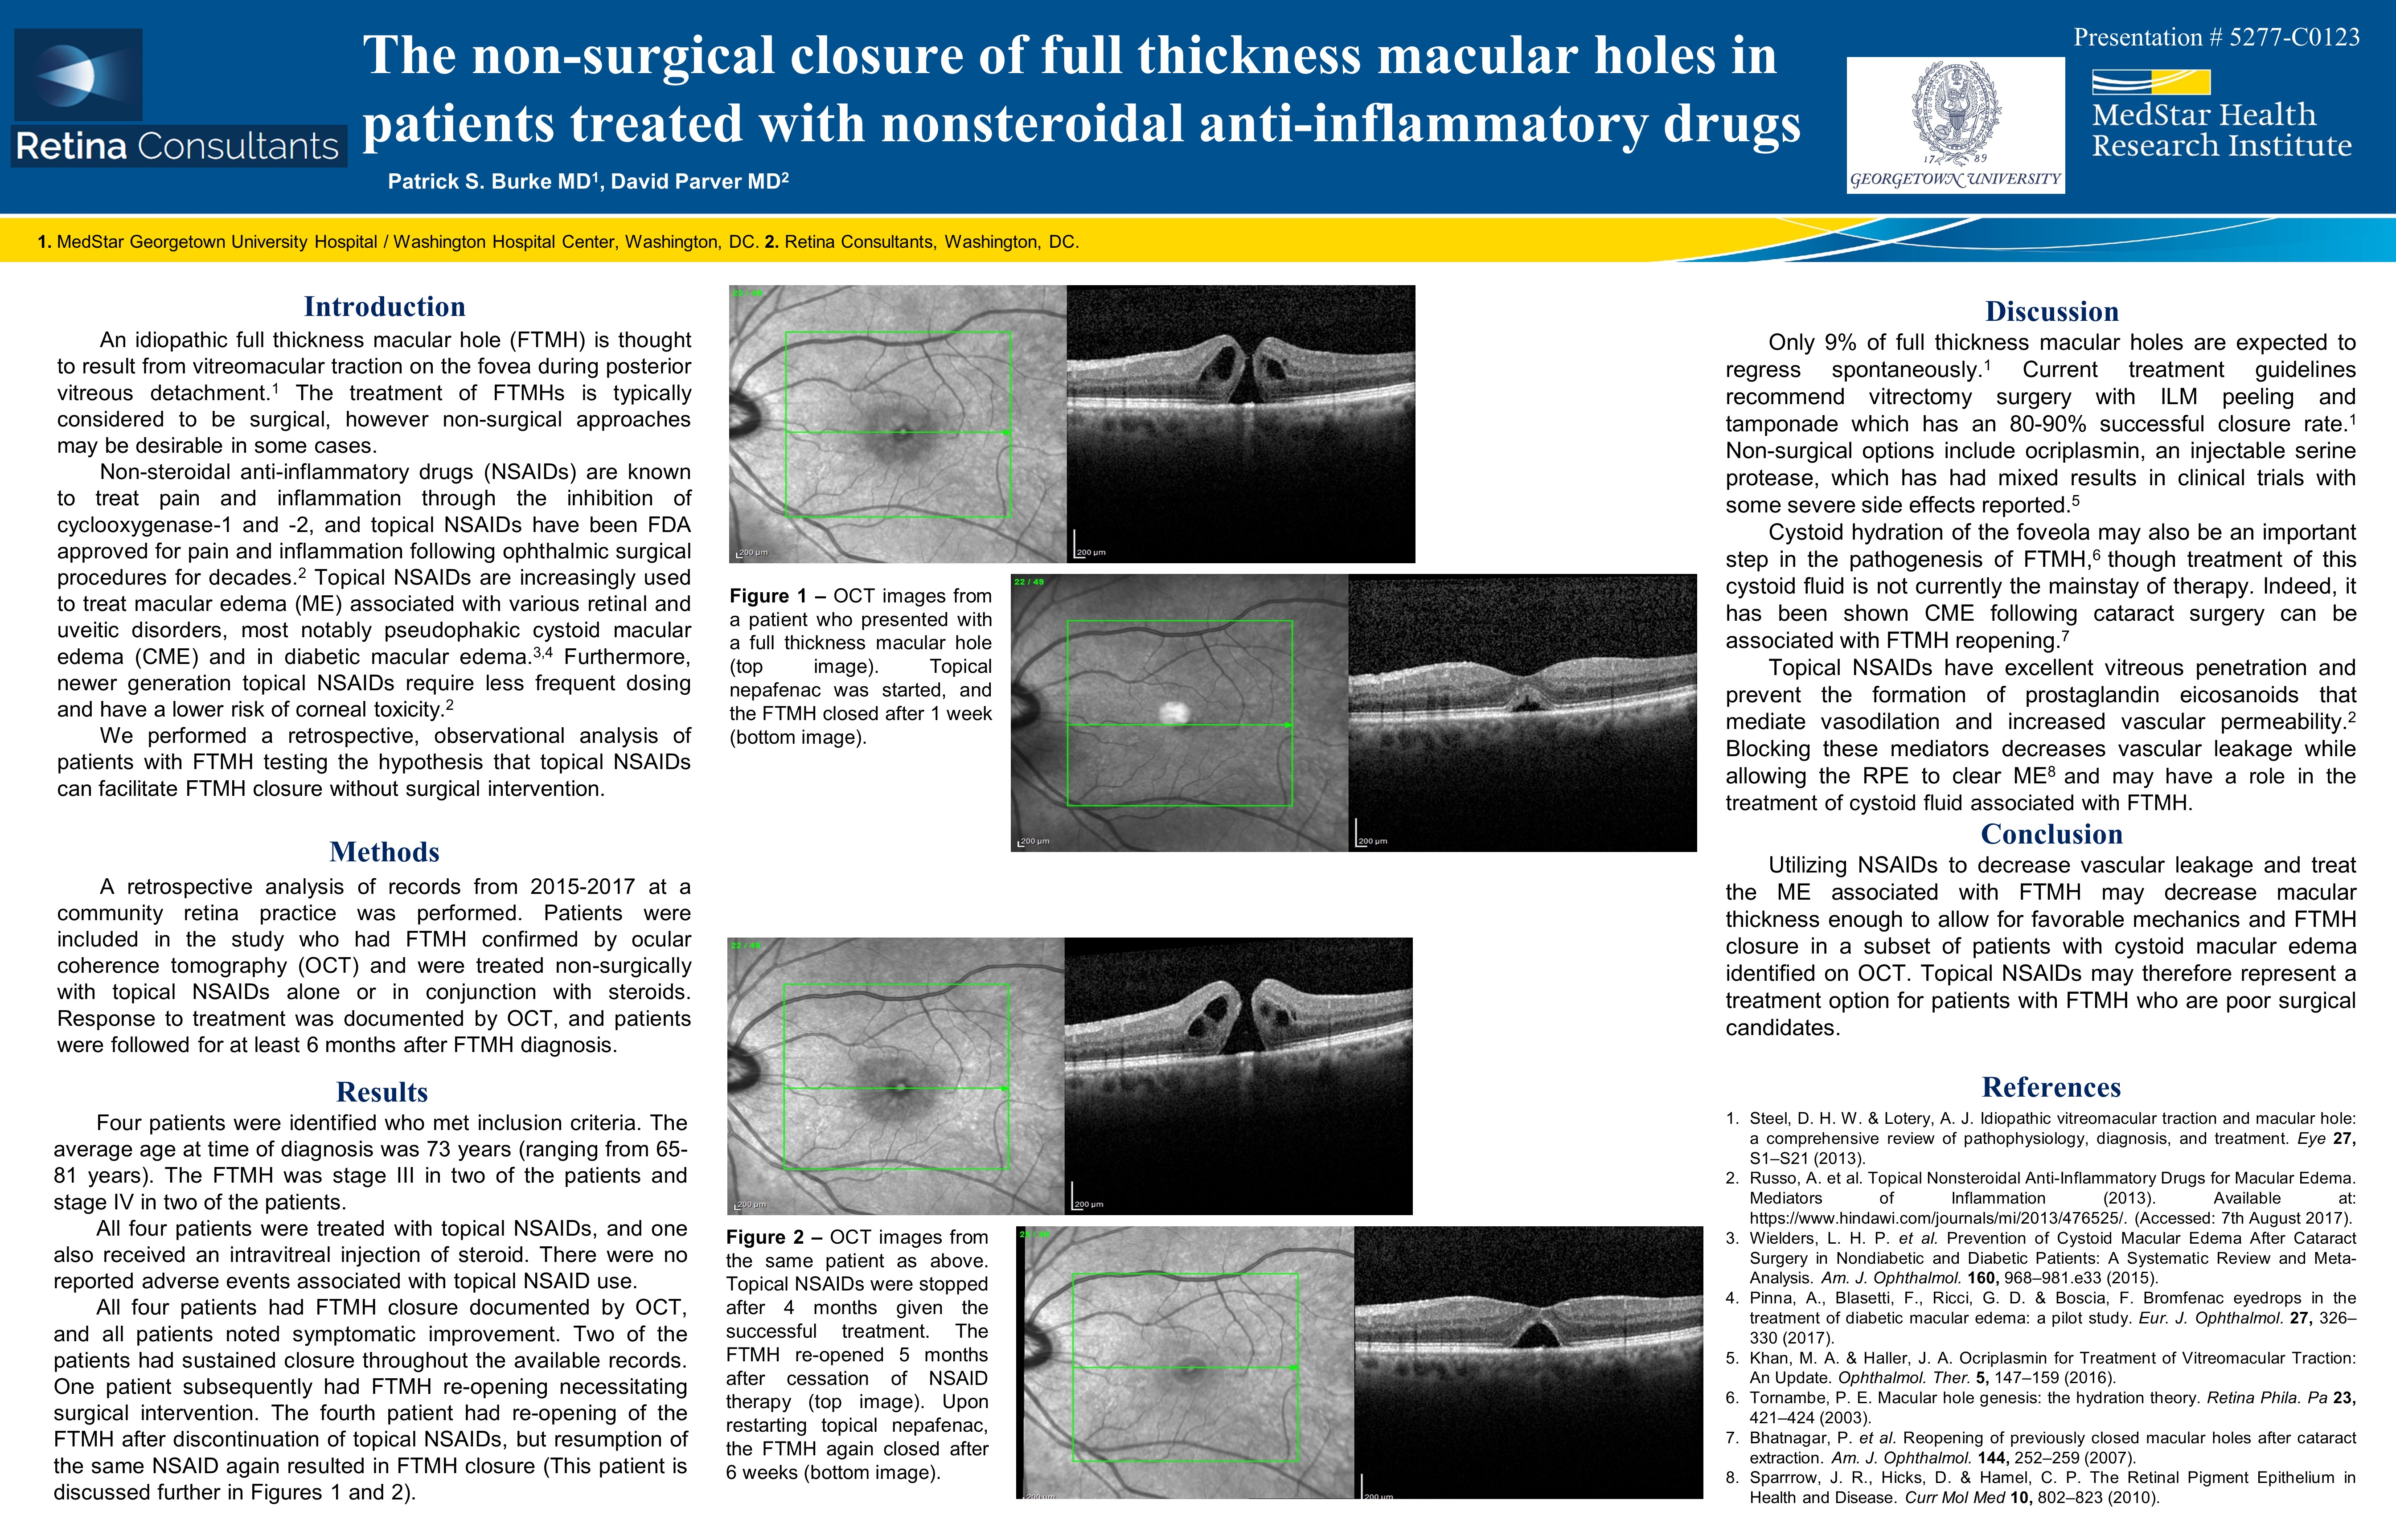 The non-surgical closure of full thickness macular holes in
patients treated with nonsteroidal anti-inflammatory drugs
Patrick S. Burke MD1, David Parver MD2
Retina Consultants
Presentation # 5277-C0123
17 89
GEORGETOWN UNIVERSITY
MedStar Health
Research Institute
1. MedStar Georgetown University Hospital / Washington Hospital Center, Washington, DC. 2. Retina Consultants, Washington, DC.
Introduction
An idiopathic full thickness macular hole (FTMH) is thought
to result from vitreomacular traction on the fovea during posterior
vitreous detachment.1 The treatment of FTMHs is typically
considered to be surgical, however non-surgical approaches
may be desirable in some cases.
Non-steroidal anti-inflammatory drugs (NSAIDs) are known
to treat pain and inflammation through the inhibition of
cyclooxygenase-1 and -2, and topical NSAIDs have been FDA
approved for pain and inflammation following ophthalmic surgical
procedures for decades.2 Topical NSAIDs are increasingly used
to treat macular edema (ME) associated with various retinal and
uveitic disorders, most notably pseudophakic cystoid macular
edema (CME) and in diabetic macular edema.3,4 Furthermore,
newer generation topical NSAIDs require less frequent dosing
and have a lower risk of corneal toxicity.2
We performed a retrospective, observational analysis of
patients with FTMH testing the hypothesis that topical NSAIDs
can facilitate FTMH closure without surgical intervention.
Methods
A retrospective analysis of records from 2015-2017 at a
community retina practice was performed. Patients were
included in the study who had FTMH confirmed by ocular
coherence tomography (OCT) and were treated non-surgically
with topical NSAIDs alone or in conjunction with steroids.
Response to treatment was documented by OCT, and patients
were followed for at least 6 months after FTMH diagnosis.
Results
Four patients were identified who met inclusion criteria. The
average age at time of diagnosis was 73 years (ranging from 65-
81 years). The FTMH was stage III in two of the patients and
stage IV in two of the patients.
All four patients were treated with topical NSAIDs, and one
also received an intravitreal injection of steroid. There were no
reported adverse events associated with topical NSAID use.
All four patients had FTMH closure documented by OCT,
and all patients noted symptomatic improvement. Two of the
patients had sustained closure throughout the available records.
One patient subsequently had FTMH re-opening necessitating
surgical intervention. The fourth patient had re-opening of the
FTMH after discontinuation of topical NSAIDs, but resumption of
the same NSAID again resulted in FTMH closure (This patient is
discussed further in Figures 1 and 2).
200 µm
200 µm
Figure 1 – OCT images from
a patient who presented with
a full thickness macular hole
(top image). Topical
nepafenac was started, and
the FTMH closed after 1 week
(bottom image).
22 / 49
200 µm
200 µm
200 µm
200 µm
Figure 2 – OCT images from
the same patient as above.
Topical NSAIDs were stopped
after 4 months given the
successful treatment. The
FTMH re-opened 5 months
after cessation of NSAID
therapy (top image). Upon
restarting topical nepafenac,
the FTMH again closed after
6 weeks (bottom image).
200 µm
200 µm
Discussion
Only 9% of full thickness macular holes are expected to
regress spontaneously.1 Current treatment guidelines
recommend vitrectomy surgery with ILM peeling and
tamponade which has an 80-90% successful closure rate.1
Non-surgical options include ocriplasmin, an injectable serine
protease, which has had mixed results in clinical trials with
some severe side effects reported.5
Cystoid hydration of the foveola may also be an important
step in the pathogenesis of FTMH,6 though treatment of this
cystoid fluid is not currently the mainstay of therapy. Indeed, it
has been shown CME following cataract surgery can be
associated with FTMH reopening.7
Topical NSAIDs have excellent vitreous penetration and
prevent the formation of prostaglandin eicosanoids that
mediate vasodilation and increased vascular permeability.2
Blocking these mediators decreases vascular leakage while
allowing the RPE to clear ME8 and may have a role in the
treatment of cystoid fluid associated with FTMH.
Conclusion
Utilizing NSAIDs to decrease vascular leakage and treat
the ME associated with FTMH may decrease macular
thickness enough to allow for favorable mechanics and FTMH
closure in a subset of patients with cystoid macular edema
identified on OCT. Topical NSAIDs may therefore represent a
treatment option for patients with FTMH who are poor surgical
candidates.
References
1. Steel, D. H. W. & Lotery, A. J. Idiopathic vitreomacular traction and macular hole:
a comprehensive review of pathophysiology, diagnosis, and treatment. Eye 27,
S1–S21 (2013).
2. Russo, A. et al. Topical Nonsteroidal Anti-Inflammatory Drugs for Macular Edema.
Mediators of Inflammation (2013). Available at:
https://www.hindawi.com/journals/mi/2013/476525/. (Accessed: 7th August 2017).
3. Wielders, L. H. P. et al. Prevention of Cystoid Macular Edema After Cataract
Surgery in Nondiabetic and Diabetic Patients: A Systematic Review and Meta-
Analysis. Am. J. Ophthalmol. 160, 968–981.e33 (2015).
4. Pinna, A., Blasetti, F., Ricci, G. D. & Boscia, F. Bromfenac eyedrops in the
treatment of diabetic macular edema: a pilot study. Eur. J. Ophthalmol. 27, 326–
330 (2017).
5. Khan, M. A. & Haller, J. A. Ocriplasmin for Treatment of Vitreomacular Traction:
An Update. Ophthalmol. Ther. 5, 147–159 (2016).
6. Tornambe, P. E. Macular hole genesis: the hydration theory. Retina Phila. Pa 23,
421–424 (2003).
7. Bhatnagar, P. et al. Reopening of previously closed macular holes after cataract
extraction. Am. J. Ophthalmol. 144, 252–259 (2007).
8. Sparrrow, J. R., Hicks, D. & Hamel, C. P. The Retinal Pigment Epithelium in
Health and Disease. Curr Mol Med 10, 802–823 (2010).